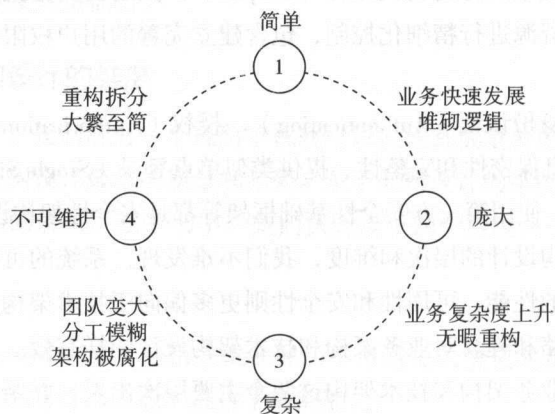 简单
1
重构拆分
大繁至简
业务快速发展
堆砌逻辑
不可维护
4
2
庞大
团队变大
分工模糊
架构被腐化
业务复杂度上升
无暇重构
3
复杂